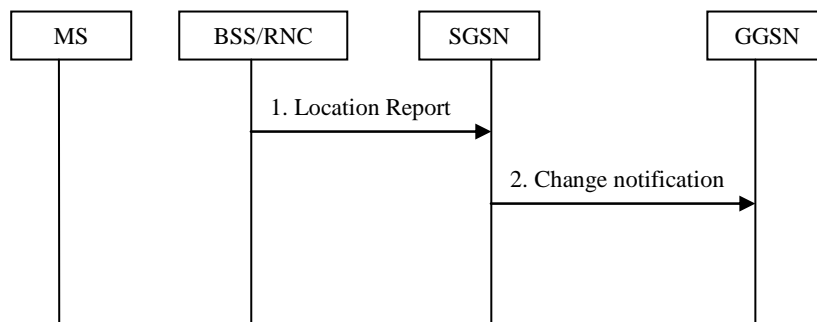 MS
BSS/RNC
SGSN
GGSN
1. Location Report
2. Change notification